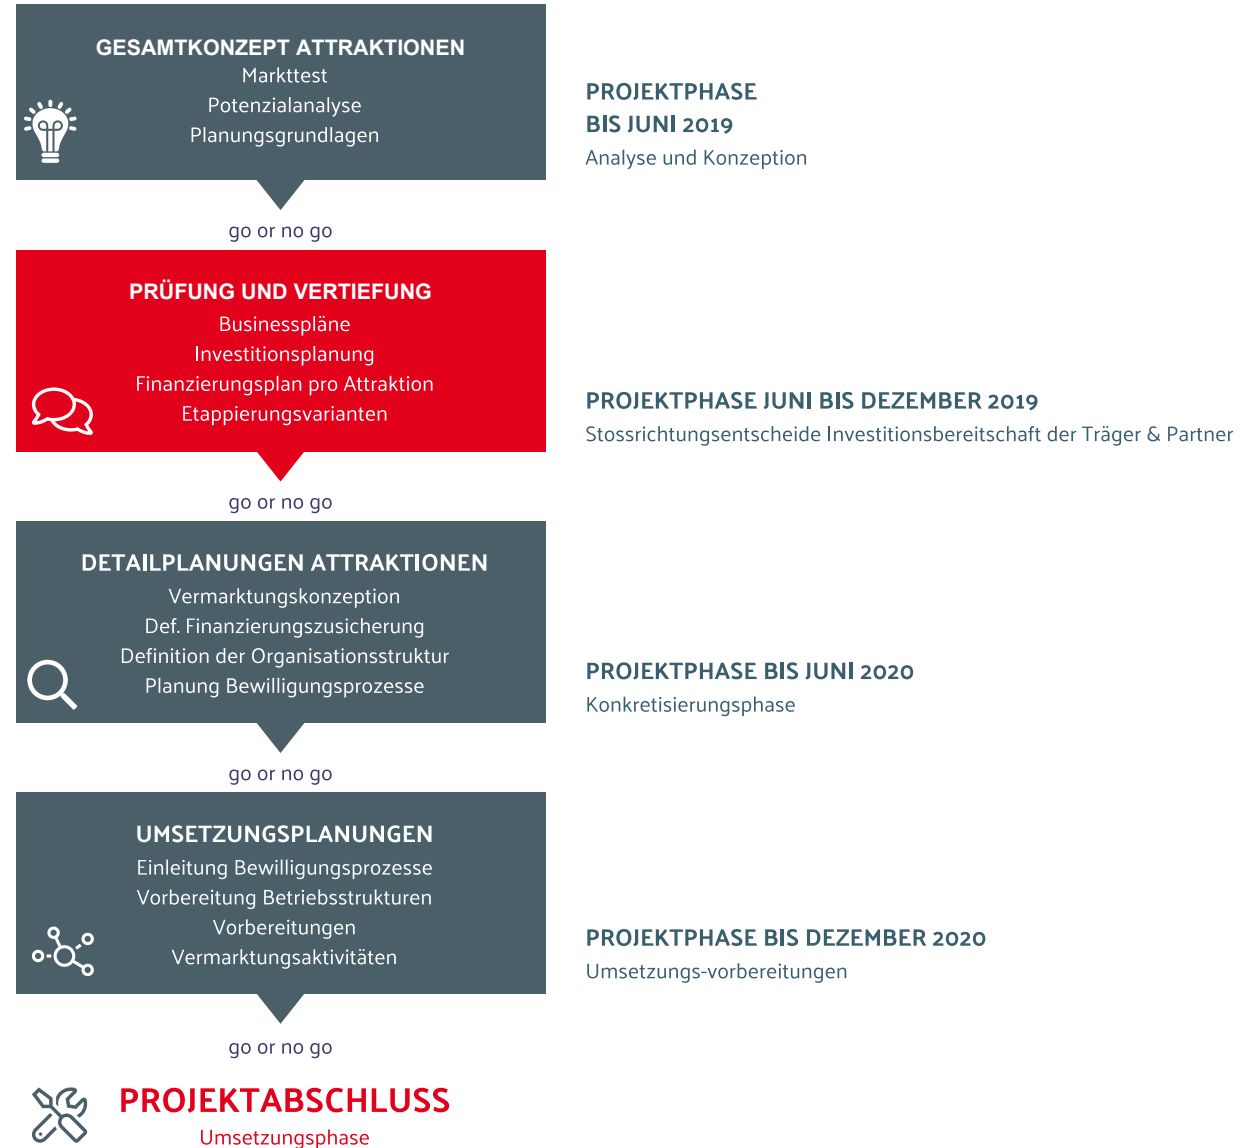 GESAMTKONZEPT ATTRAKTIONEN
Markttest
Potenzialanalyse
Planungsgrundlagen
PROJEKTPHASE
BIS JUNI 2019
Analyse und Konzeption
go or no go
PRÜFUNG UND VERTIEFUNG
Businesspläne
Investitionsplanung
Finanzierungsplan pro Attraktion
Etappierungsvarianten
PROJEKTPHASE JUNI BIS DEZEMBER 2019
Stossrichtungsentscheide Investitionsbereitschaft der Träger & Partner
go or no go
DETAILPLANUNGEN ATTRAKTIONEN
Vermarktungskonzeption
Def. Finanzierungszusicherung
Definition der Organisationsstruktur
Planung Bewilligungsprozesse
PROJEKTPHASE BIS JUNI 2020
Konkretisierungsphase
go or no go
UMSETZUNGSPLANUNGEN
Einleitung Bewilligungsprozesse
Vorbereitung Betriebsstrukturen
Vorbereitungen
Vermarktungsaktivitäten
PROJEKTPHASE BIS DEZEMBER 2020
Umsetzungs-vorbereitungen
go or no go
PROJEKTABSCHLUSS
Umsetzungsphase